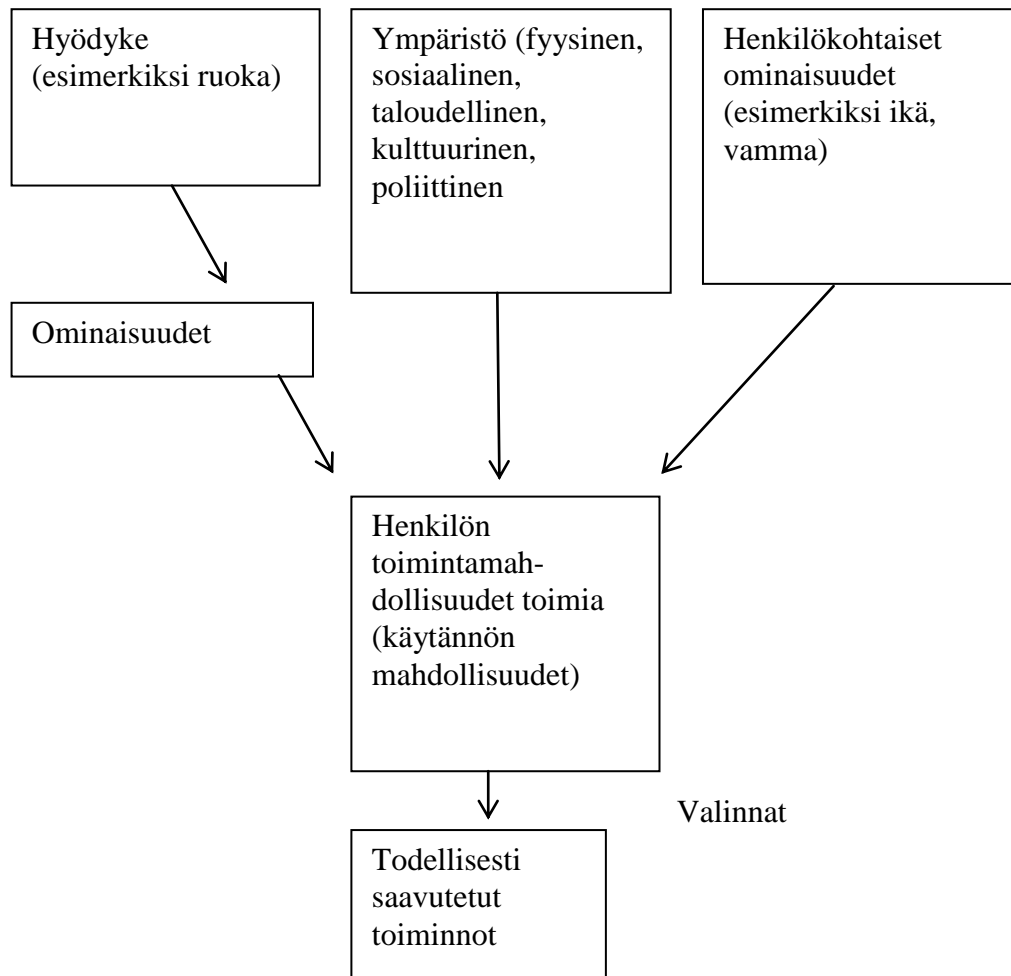 Hyödyke
(esimerkiksi ruoka)
Ympäristö (fyysinen,
sosiaalinen,
taloudellinen,
kulttuurinen,
poliittinen
Henkilökohtaiset
ominaisuudet
(esimerkiksi ikä,
vamma)
Ominaisuudet
Henkilön
toimintamah-
dollisuudet toimia
(käytännön
mahdollisuudet)
Valinnat
Todellisesti
saavutetut
toiminnot